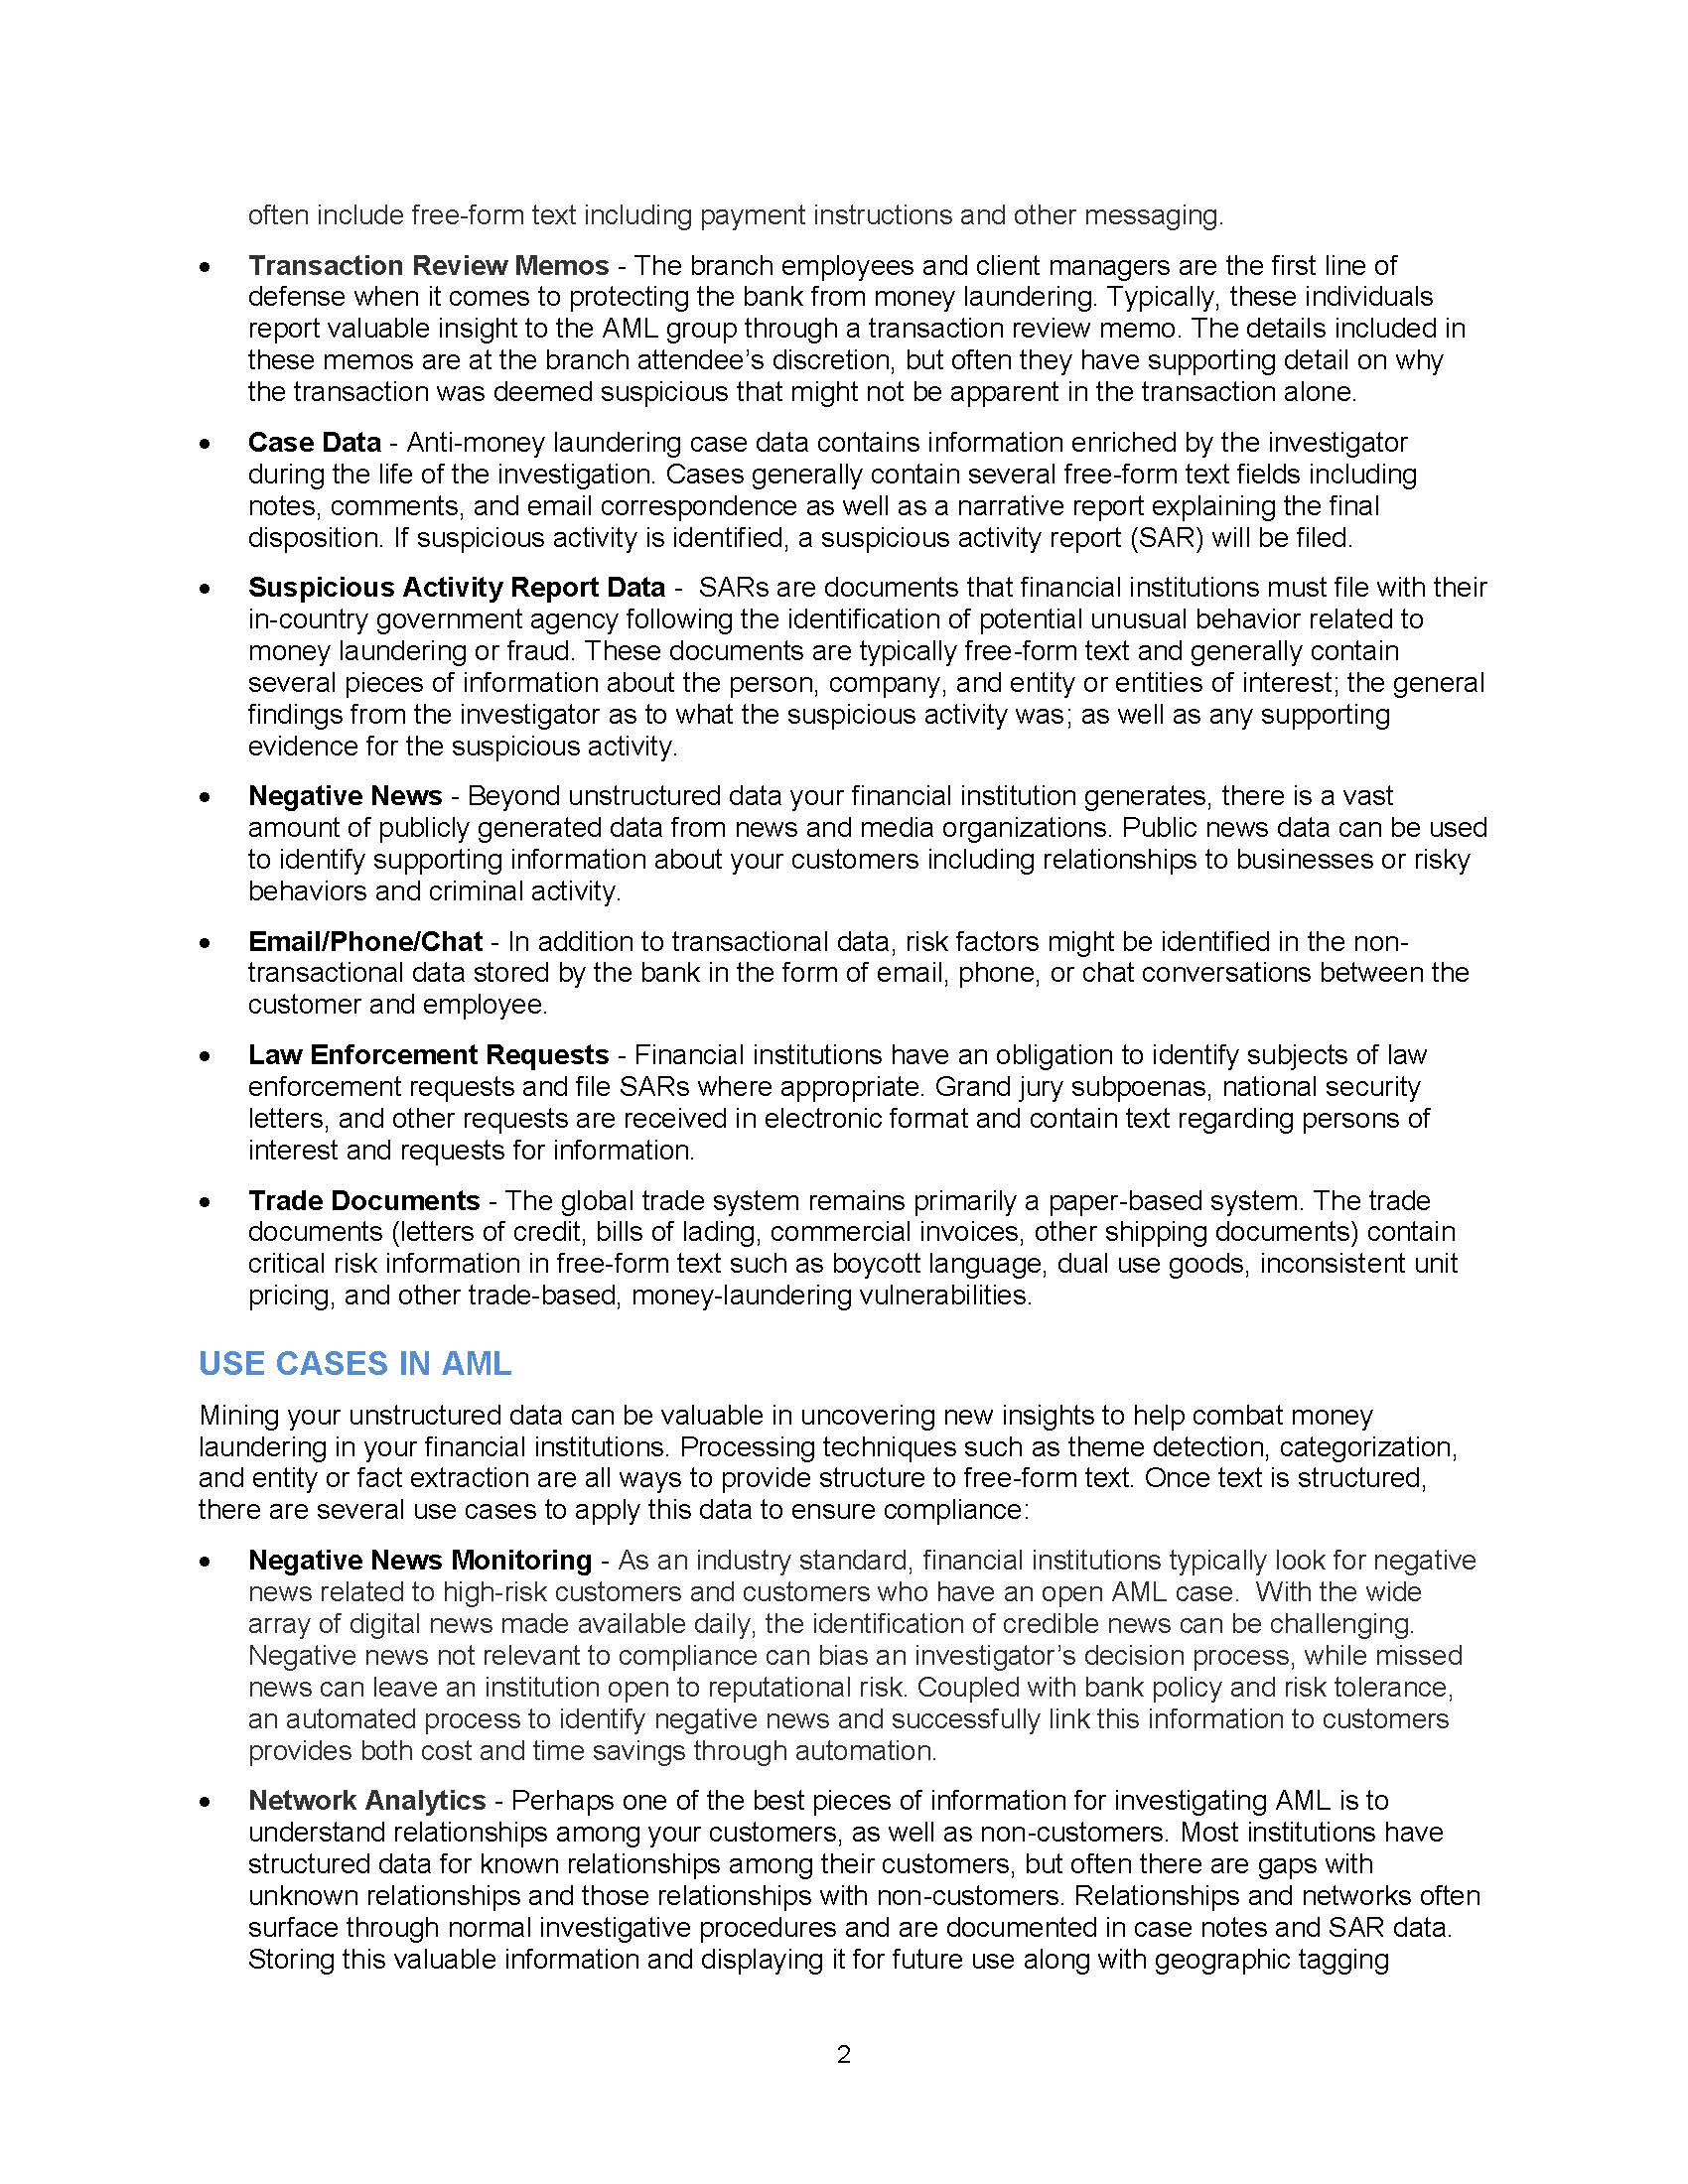 often include free-form text including payment instructions and other messaging.
• Transaction Review Memos - The branch employees and client managers are the first line of
defense when it comes to protecting the bank from money laundering. Typically, these individuals
report valuable insight to the AML group through a transaction review memo. The details included in
these memos are at the branch attendee’s discretion, but often they have supporting detail on why
the transaction was deemed suspicious that might not be apparent in the transaction alone.
• Case Data - Anti-money laundering case data contains information enriched by the investigator
during the life of the investigation. Cases generally contain several free-form text fields including
notes, comments, and email correspondence as well as a narrative report explaining the final
disposition. If suspicious activity is identified, a suspicious activity report (SAR) will be filed.
• Suspicious Activity Report Data - SARs are documents that financial institutions must file with their
in-country government agency following the identification of potential unusual behavior related to
money laundering or fraud. These documents are typically free-form text and generally contain
several pieces of information about the person, company, and entity or entities of interest; the general
findings from the investigator as to what the suspicious activity was; as well as any supporting
evidence for the suspicious activity.
• Negative News - Beyond unstructured data your financial institution generates, there is a vast
amount of publicly generated data from news and media organizations. Public news data can be used
to identify supporting information about your customers including relationships to businesses or risky
behaviors and criminal activity.
• Email/Phone/Chat - In addition to transactional data, risk factors might be identified in the non-
transactional data stored by the bank in the form of email, phone, or chat conversations between the
customer and employee.
• Law Enforcement Requests - Financial institutions have an obligation to identify subjects of law
enforcement requests and file SARs where appropriate. Grand jury subpoenas, national security
letters, and other requests are received in electronic format and contain text regarding persons of
interest and requests for information.
• Trade Documents - The global trade system remains primarily a paper-based system. The trade
documents (letters of credit, bills of lading, commercial invoices, other shipping documents) contain
critical risk information in free-form text such as boycott language, dual use goods, inconsistent unit
pricing, and other trade-based, money-laundering vulnerabilities.
USE CASES IN AML
Mining your unstructured data can be valuable in uncovering new insights to help combat money
laundering in your financial institutions. Processing techniques such as theme detection, categorization,
and entity or fact extraction are all ways to provide structure to free-form text. Once text is structured,
there are several use cases to apply this data to ensure compliance:
• Negative News Monitoring - As an industry standard, financial institutions typically look for negative
news related to high-risk customers and customers who have an open AML case. With the wide
array of digital news made available daily, the identification of credible news can be challenging.
Negative news not relevant to compliance can bias an investigator’s decision process, while missed
news can leave an institution open to reputational risk. Coupled with bank policy and risk tolerance,
an automated process to identify negative news and successfully link this information to customers
provides both cost and time savings through automation.
• Network Analytics - Perhaps one of the best pieces of information for investigating AML is to
understand relationships among your customers, as well as non-customers. Most institutions have
structured data for known relationships among their customers, but often there are gaps with
unknown relationships and those relationships with non-customers. Relationships and networks often
surface through normal investigative procedures and are documented in case notes and SAR data.
Storing this valuable information and displaying it for future use along with geographic tagging
2